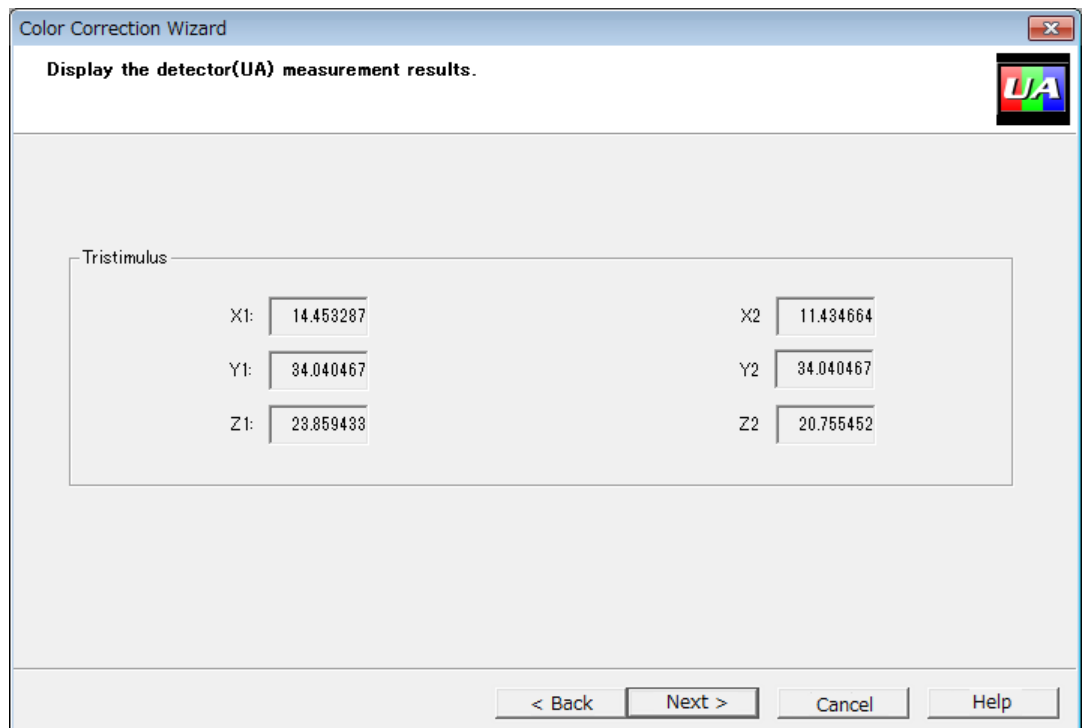 Color Correction Wizard
Display the detector(UA) measurement results.
UA
Tristimulus
X1: 14.453287 X2 11.434664
Y1: 34.040467 Y2 34.040467
Z1: 23.859433 Z2 20.755452
< Back Next > Cancel Help